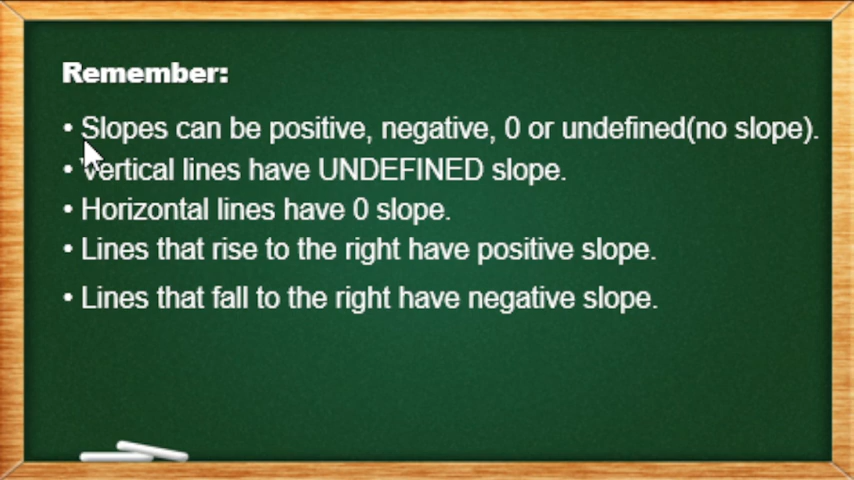 Remember:
• Slopes can be positive, negative, 0 or undefined(no slope).
• Vertical lines have UNDEFINED slope.
• Horizontal lines have 0 slope.
• Lines that rise to the right have positive slope.
• Lines that fall to the right have negative slope.